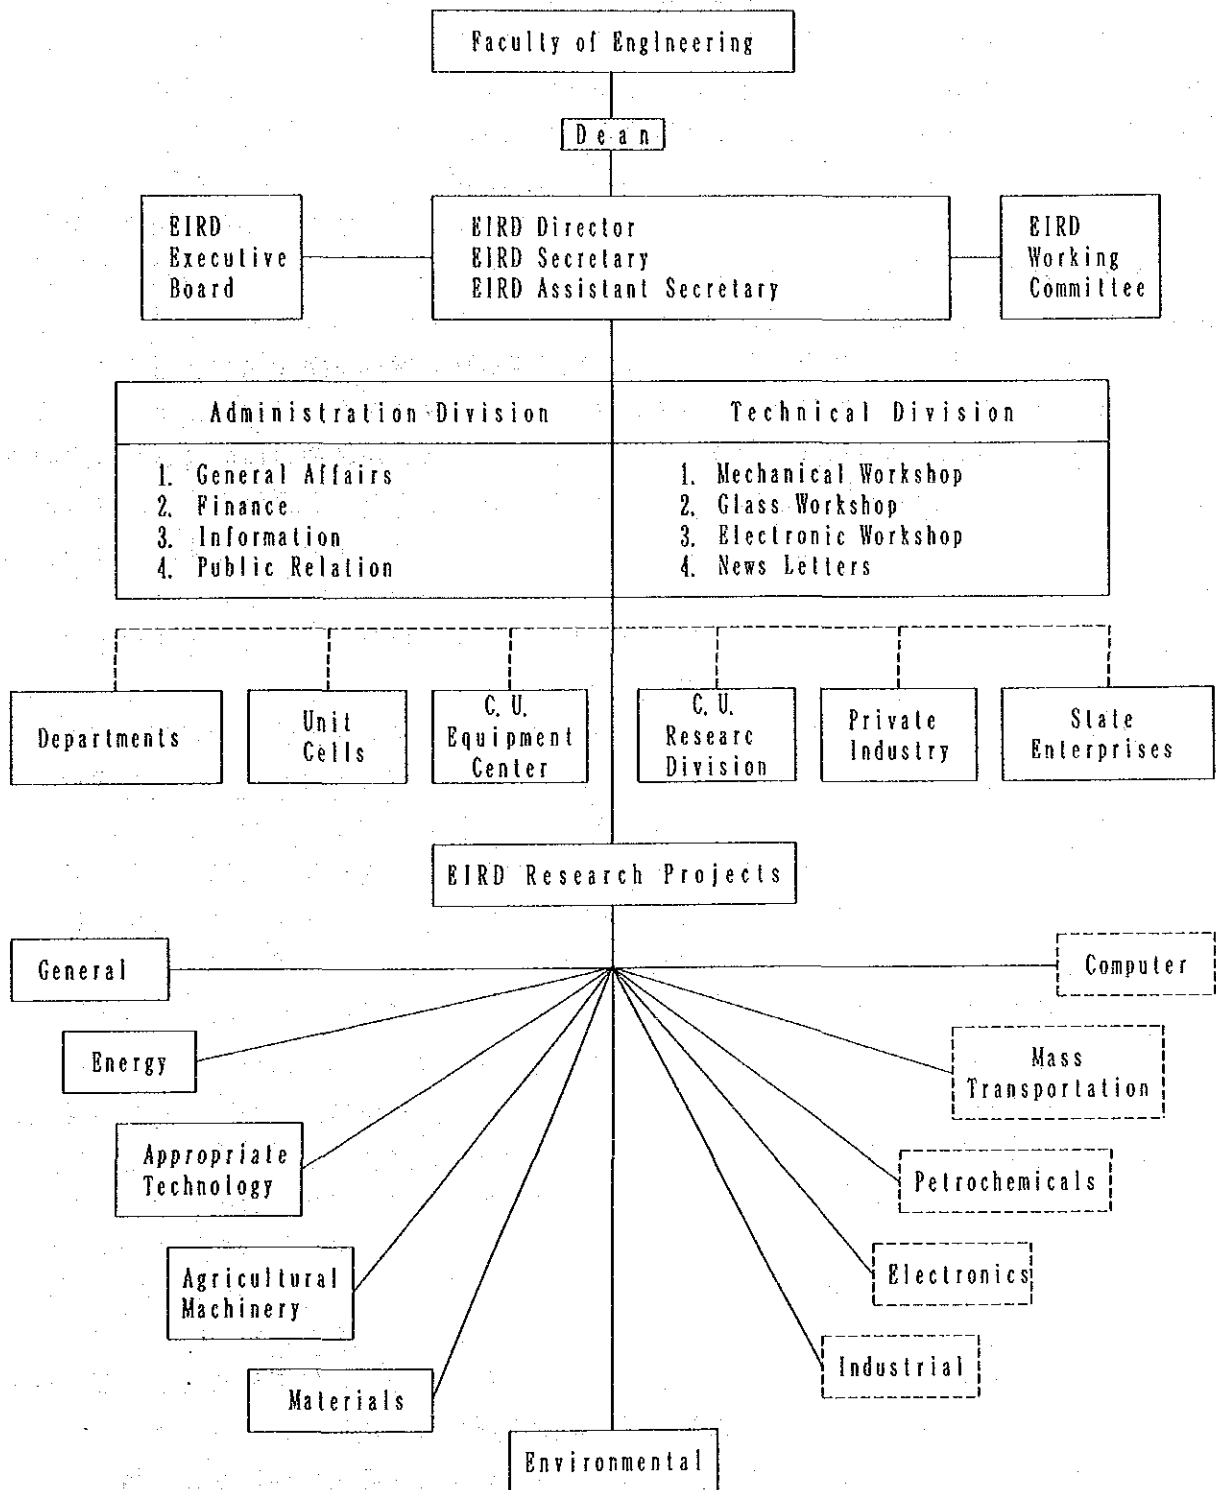 Faculty of Engineering
Dean
EIRD
Executive
Board
EIRD Director
EIRD Secretary
EIRD Assistant Secretary
EIRD
Working
Committee
Administration Division
Technical Division
1. General Affairs
2. Finance
3. Information
4. Public Relation
1. Mechanical Workshop
2. Glass Workshop
3. Electronic Workshop
4. News Letters
Departments
Unit
Cells
C. U.
Equipment
Center
C. U.
Researc
Division
Private
Industry
State
Enterprises
EIRD Research Projects
General
Computer
Energy
Mass
Transportation
Appropriate
Technology
Petrochemicals
Agricultural
Machinery
Electronics
Materials
Industrial
Environmental